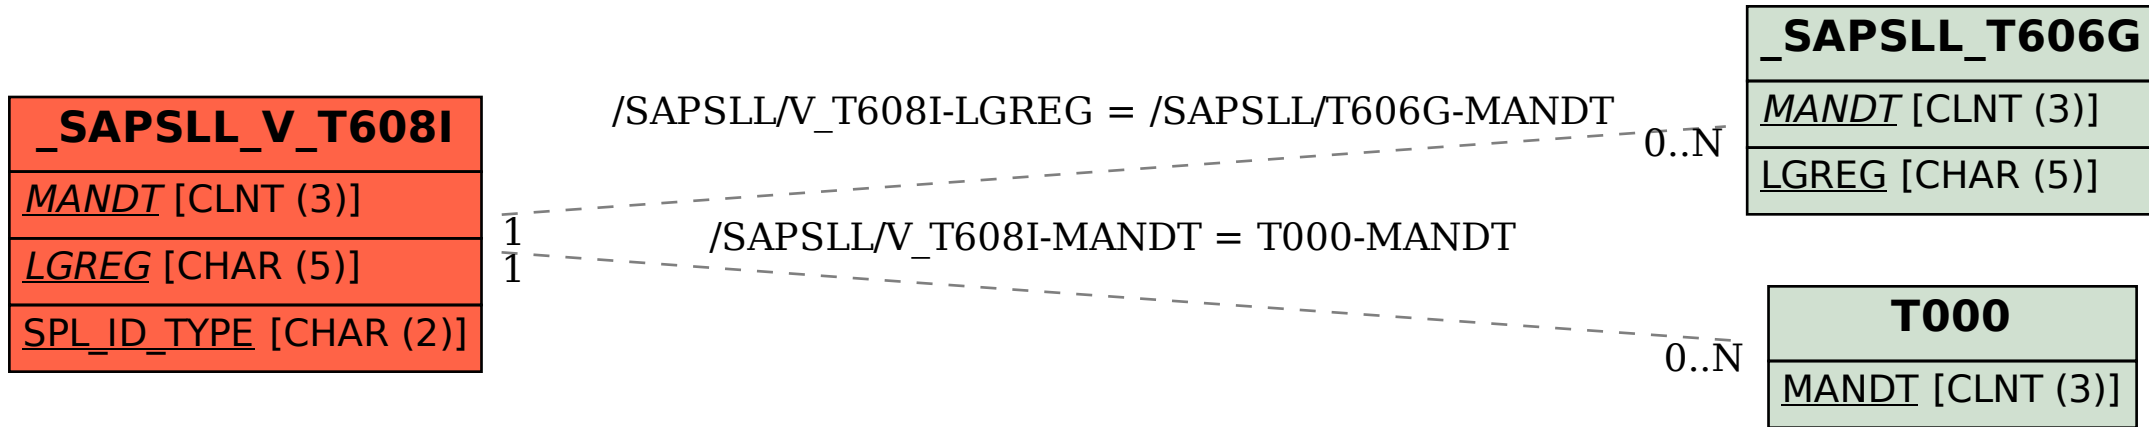 _SAPSLL_V_T608I
MANDT [CLNT (3)]
LGREG [CHAR (5)]
SPL_ID_TYPE [CHAR (2)]
/SAPSLL/V_T608I-LGREG = /SAPSLL/T606G-MANDT
0..N
1
/SAPSLL/V_T608I-MANDT = T000-MANDT
1
0..N
_SAPSLL_T606G
MANDT [CLNT (3)]
LGREG [CHAR (5)]
T000
MANDT [CLNT (3)]